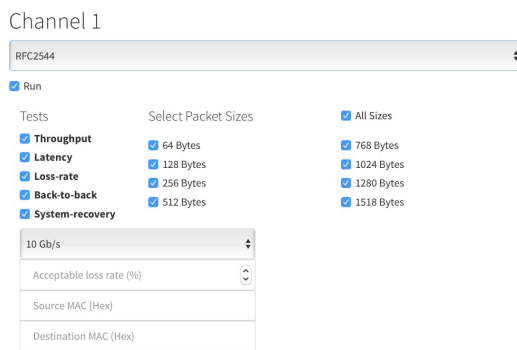 Channel 1
RFC2544
Run
Tests
Throughput
Latency
Loss-rate
Back-to-back
System-recovery
Select Packet Sizes
64 Bytes
128 Bytes
256 Bytes
512 Bytes
All Sizes
768 Bytes
1024 Bytes
1280 Bytes
1518 Bytes
10 Gb/s
Acceptable loss rate (%)
Source MAC (Hex)
Destination MAC (Hex)